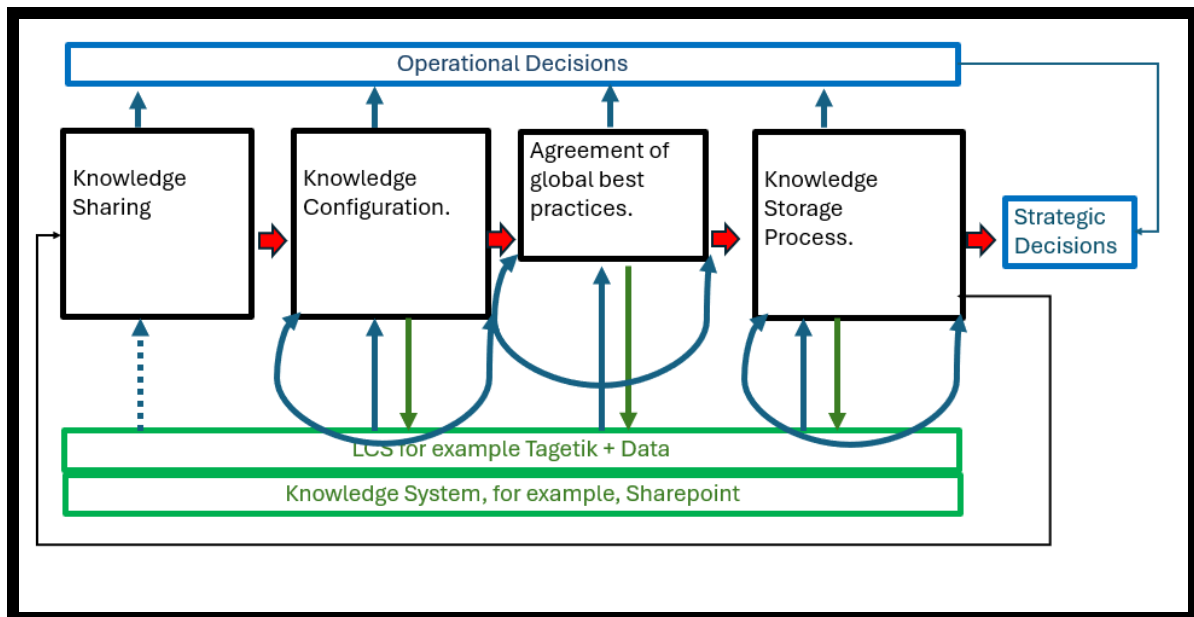 Operational Decisions
Knowledge
Sharing
Knowledge
Configuration.
Agreement of
global best
practices.
Knowledge
Storage
Process.
Strategic
Decisions
LCS for example Tagetik + Data
Knowledge System, for example, Sharepoint